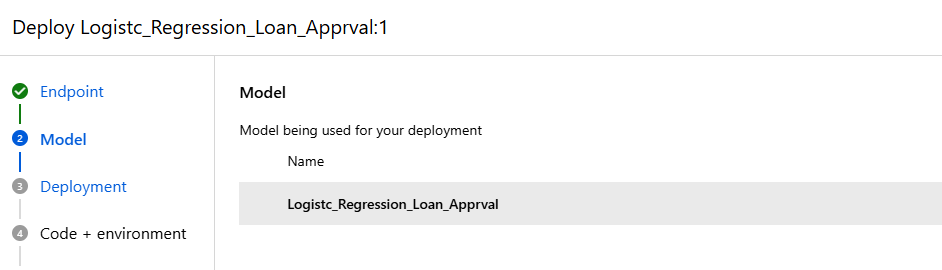 Deploy Logistc_Regression_Loan_Apprval:1
Endpoint
2 Model
3 Deployment
4 Code + environment
Model
Model being used for your deployment
Name
Logistc_Regression_Loan_Apprval